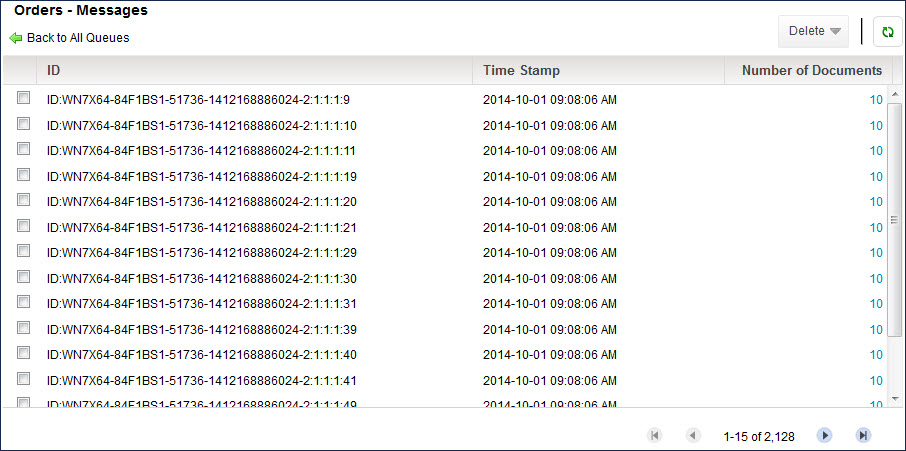 Orders - Messages
Back to All Queues
Delete
ID Time Stamp Number of Documents
ID:WN7X64-84F1BS1-51736-1412168886024-2:1:1:1:9 2014-10-01 09:08:06 AM 10
ID:WN7X64-84F1BS1-51736-1412168886024-2:1:1:1:10 2014-10-01 09:08:06 AM 10
ID:WN7X64-84F1BS1-51736-1412168886024-2:1:1:1:11 2014-10-01 09:08:06 AM 10
ID:WN7X64-84F1BS1-51736-1412168886024-2:1:1:1:19 2014-10-01 09:08:06 AM 10
ID:WN7X64-84F1BS1-51736-1412168886024-2:1:1:1:20 2014-10-01 09:08:06 AM 10
ID:WN7X64-84F1BS1-51736-1412168886024-2:1:1:1:21 2014-10-01 09:08:06 AM 10
ID:WN7X64-84F1BS1-51736-1412168886024-2:1:1:1:29 2014-10-01 09:08:06 AM 10
ID:WN7X64-84F1BS1-51736-1412168886024-2:1:1:1:30 2014-10-01 09:08:06 AM 10
ID:WN7X64-84F1BS1-51736-1412168886024-2:1:1:1:31 2014-10-01 09:08:06 AM 10
ID:WN7X64-84F1BS1-51736-1412168886024-2:1:1:1:39 2014-10-01 09:08:06 AM 10
ID:WN7X64-84F1BS1-51736-1412168886024-2:1:1:1:40 2014-10-01 09:08:06 AM 10
ID:WN7X64-84F1BS1-51736-1412168886024-2:1:1:1:41 2014-10-01 09:08:06 AM 10
ID:WN7X64-84F1BS1-51736-1412168886024-2:1:1:1:49 2014-10-01 09:08:06 AM 10
1-15 of 2,128